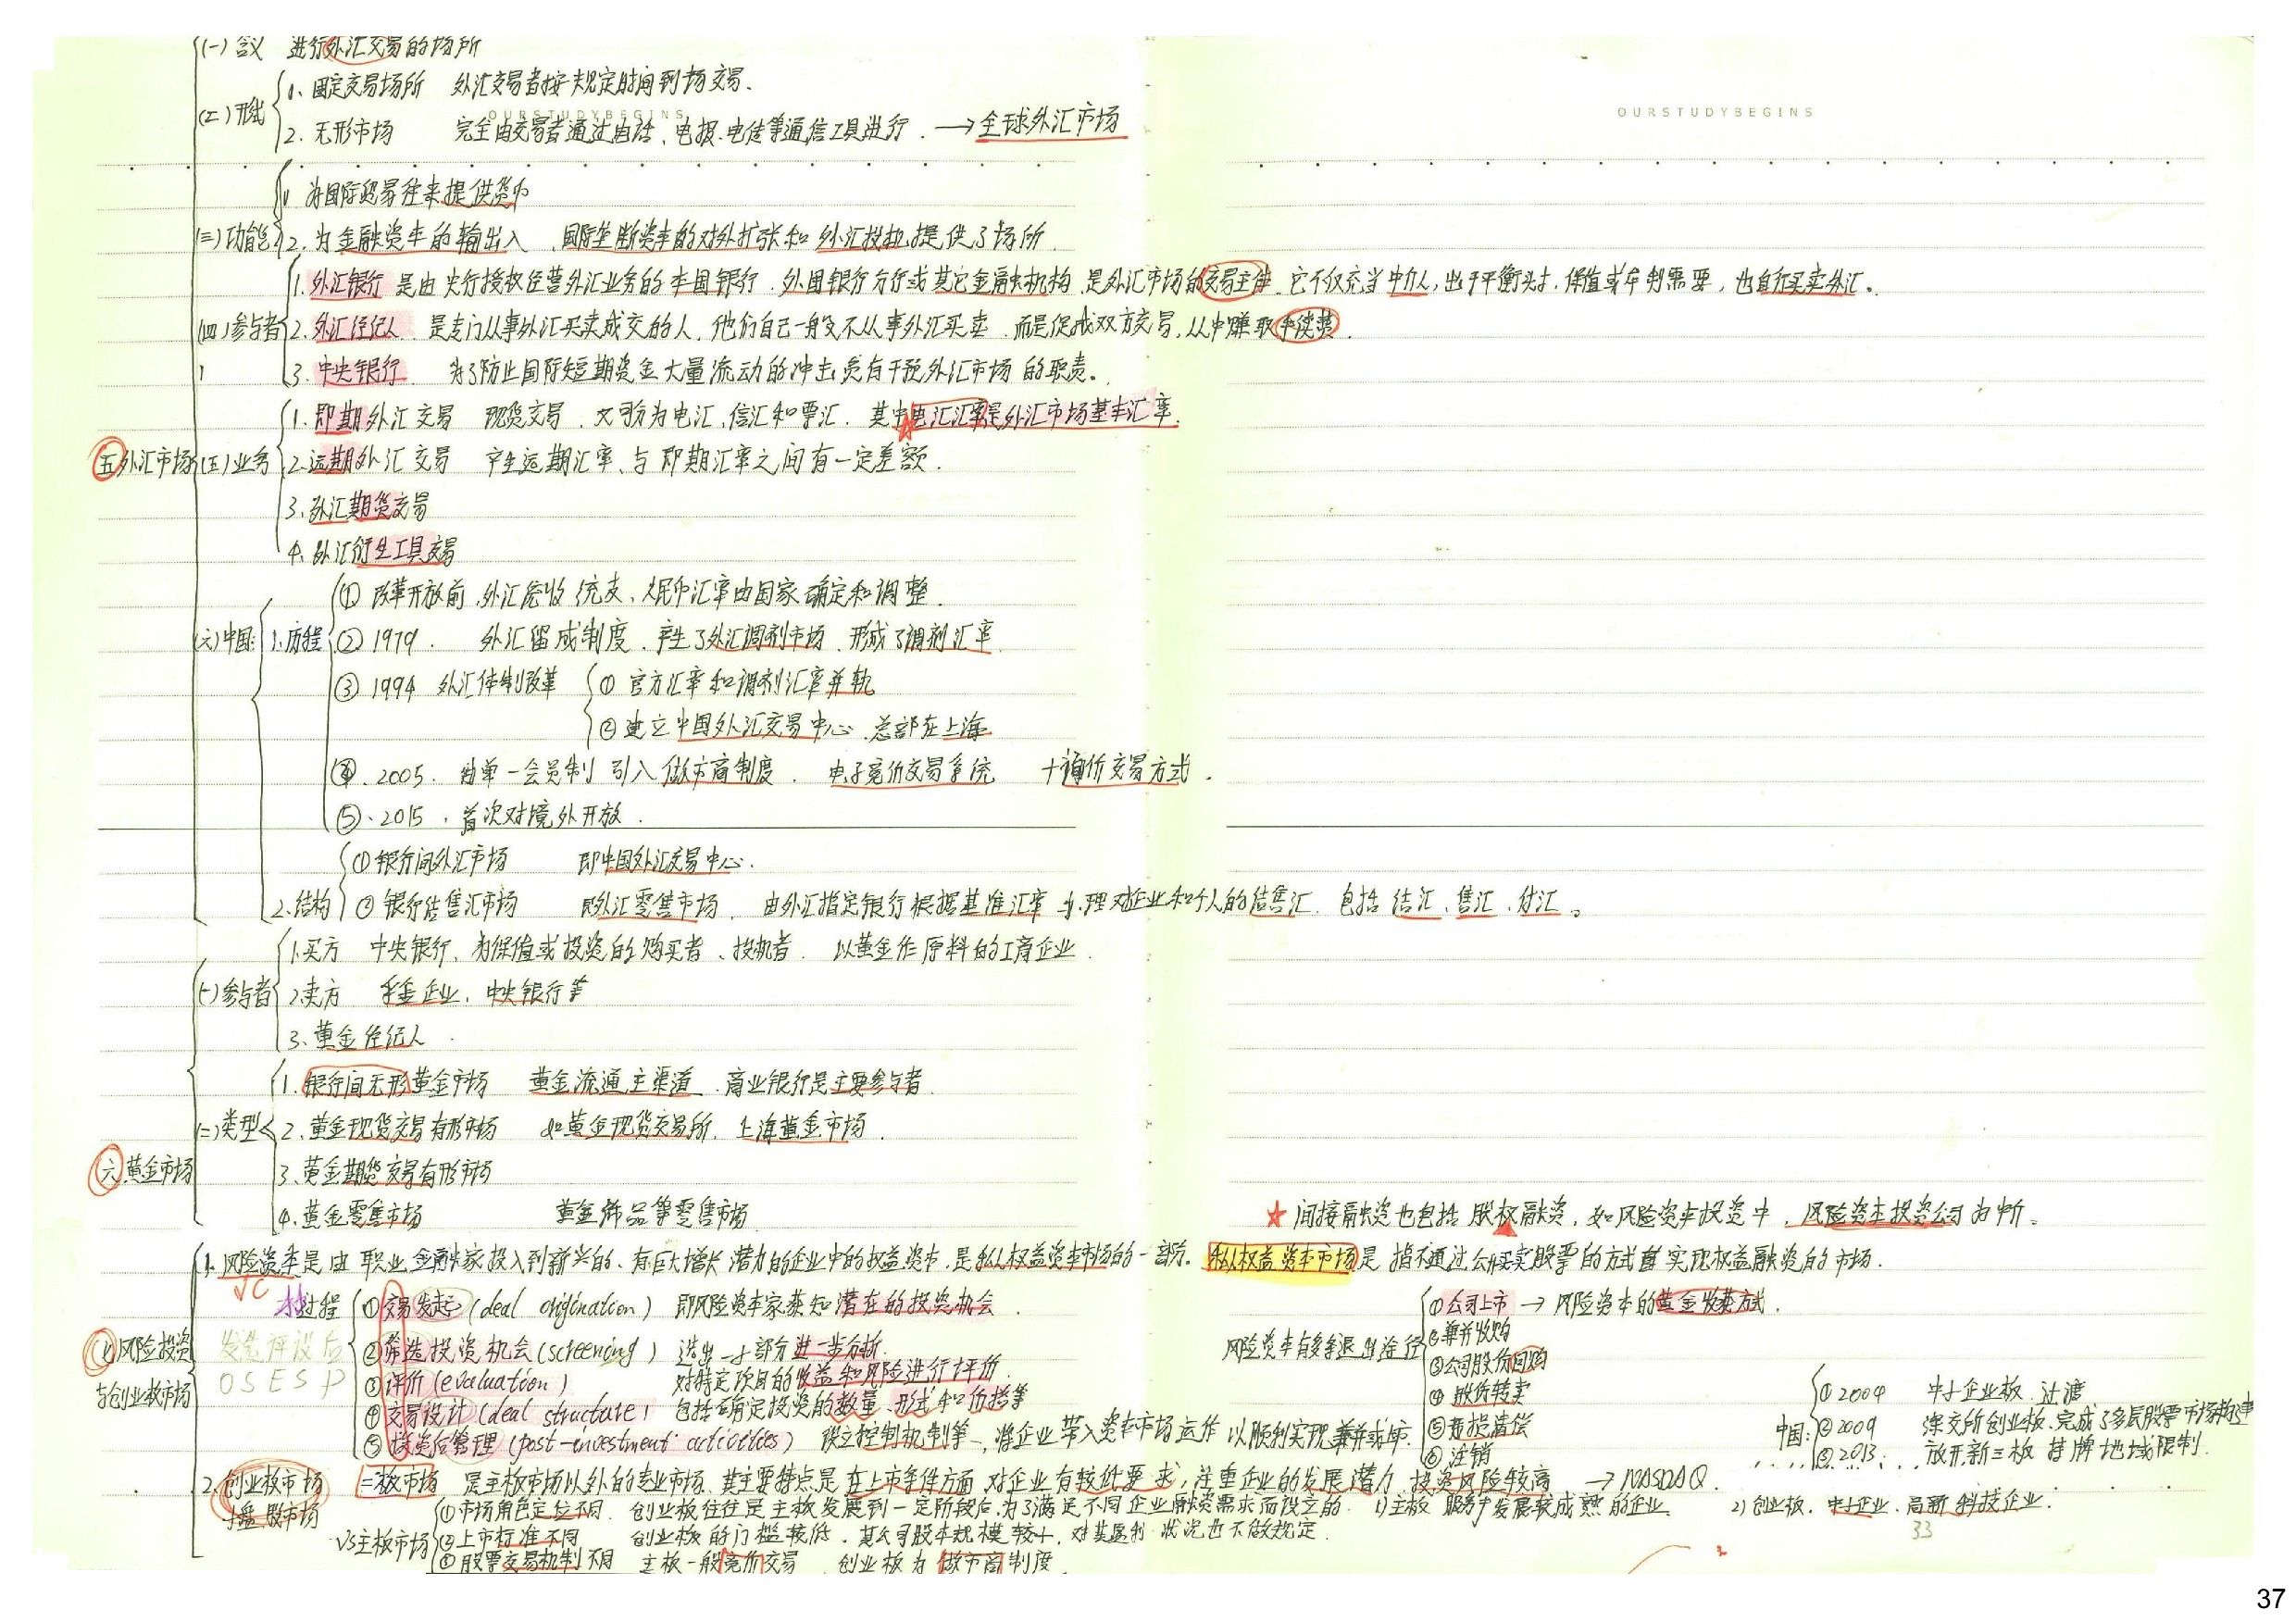 (一)含义 进行外汇交易的场所
(二)形式
1、固定交易场所 外汇交易者按规定时间到场交易.
2. 无形市场 完全由交易者通过电话、电报、电传等通信工具进行. → 全球外汇市场
OURSTUDYBEGINS
OURSTUDYBEGINS
1 为国际贸易往来提供货币
(三)功能 2. 为金融资本的输出入、国际垄断资本的对外扩张和外汇投机提供了场所
1. 外汇银行 是由央行授权经营外汇业务的本国银行、外国银行分行或其它金融机构,是外汇市场的交易主体、它不仅充当中介人,出于平衡头寸、保值或牟利需要,也自行买卖外汇。
(四)参与者 2. 外汇经纪人 是专门从事外汇买卖成交的人,他们自己一般不从事外汇买卖、而是促成双方交易,从中赚取手续费.
3. 中央银行 为了防止国际短期资金大量流动的冲击负有干预外汇市场的职责。
1. 即期外汇交易 现货交易、又可分为电汇、信汇和票汇. 其中电汇汇率是外汇市场基本汇率.
五外汇市场 (五)业务 2. 远期外汇交易 产生远期汇率、与即期汇率之间有一定差额.
3. 外汇期货交易
4. 外汇衍生工具交易
① 改革开放前、外汇统收统支、人民币汇率由国家确定和调整.
(六)中国: 1.历程 ② 1979. 外汇留成制度、产生了外汇调剂市场、形成了调剂汇率
③ 1994 外汇体制改革 ① 官方汇率和调剂汇率并轨
② 建立中国外汇交易中心、总部在上海
④. 2005. 由单一会员制引入做市商制度. 电子竞价交易系统 +询价交易方式.
⑤. 2015. 首次对境外开放.
① 银行间外汇市场 即中国外汇交易中心.
2.结构 ② 银行结售汇市场 即外汇零售市场、由外汇指定银行根据基准汇率办理对企业和个人的结售汇、包括结汇、售汇、付汇。
1.买方 中央银行、为保值或投资的购买者、投机者、以黄金作原料的工商企业.
(一)参与者 2.卖方 采金企业、中央银行等
3.黄金经纪人.
1. 银行间无形黄金市场 黄金流通主渠道、商业银行是主要参与者.
(二)类型 2. 黄金现货交易有形市场 如黄金现货交易所、上海黄金市场.
六 黄金市场 3、黄金期货交易有形市场
4. 黄金零售市场 黄金饰品等零售市场
★ 间接融资也包括股权融资,如风险资本投资中,风险资本投资公司为中介。
1. 风险资本是由职业金融家投入到新兴的、有巨大增长潜力的企业中的权益资本,是私人权益资本市场的一部分. 私人权益资本市场是指不通过公开买卖股票的方式实现权益融资的市场.
过程 ① 交易发起 (deal origination) 即风险资本家获知潜在的投资机会.
① 公司上市 → 风险资本的黄金收获方式.
(七)风险投资与创业板市场 发选评设后 ② 筛选投资机会 (screening) 选出一小部分进一步分析.
风险资本有多条退出途径 ② 兼并收购
OSESP ③ 评价 (evaluation) 对特定项目的收益和风险进行评价
③ 公司股份回购
④ 交易设计 (deal structure) 包括确定投资的数量、形式和价格等
④ 股份转卖
中国: ① 2004 中小企业板、过渡
⑤ 投资后管理 (post-investment activities) 设立控制机制等、将企业带入资本市场运作以顺利实现兼并或上市.
⑤ 亏损清偿
② 2009 深交所创业板、完成了多层股票市场构建
⑥ 注销
③ 2013. 放开新三板挂牌地域限制.
2. 创业板市场 二板市场 是主板市场以外的专业市场、其主要特点是在上市条件方面对企业有较低要求,注重企业的发展潜力,投资风险较高 → NASDAQ.
小盘股市场 ① 市场角色定位不同. 创业板往往是主板发展到一定阶段后,为了满足不同企业融资需求而设立的. 1)主板 服务于发展较成熟的企业. 2)创业板. 中小企业、高新科技企业.
VS主板市场 ② 上市标准不同 创业板的门槛较低. 其公司股本规模较小,对其盈利状况也不做规定.
33
③ 股票交易机制不同 主板一般竞价交易 创业板为做市商制度.
37